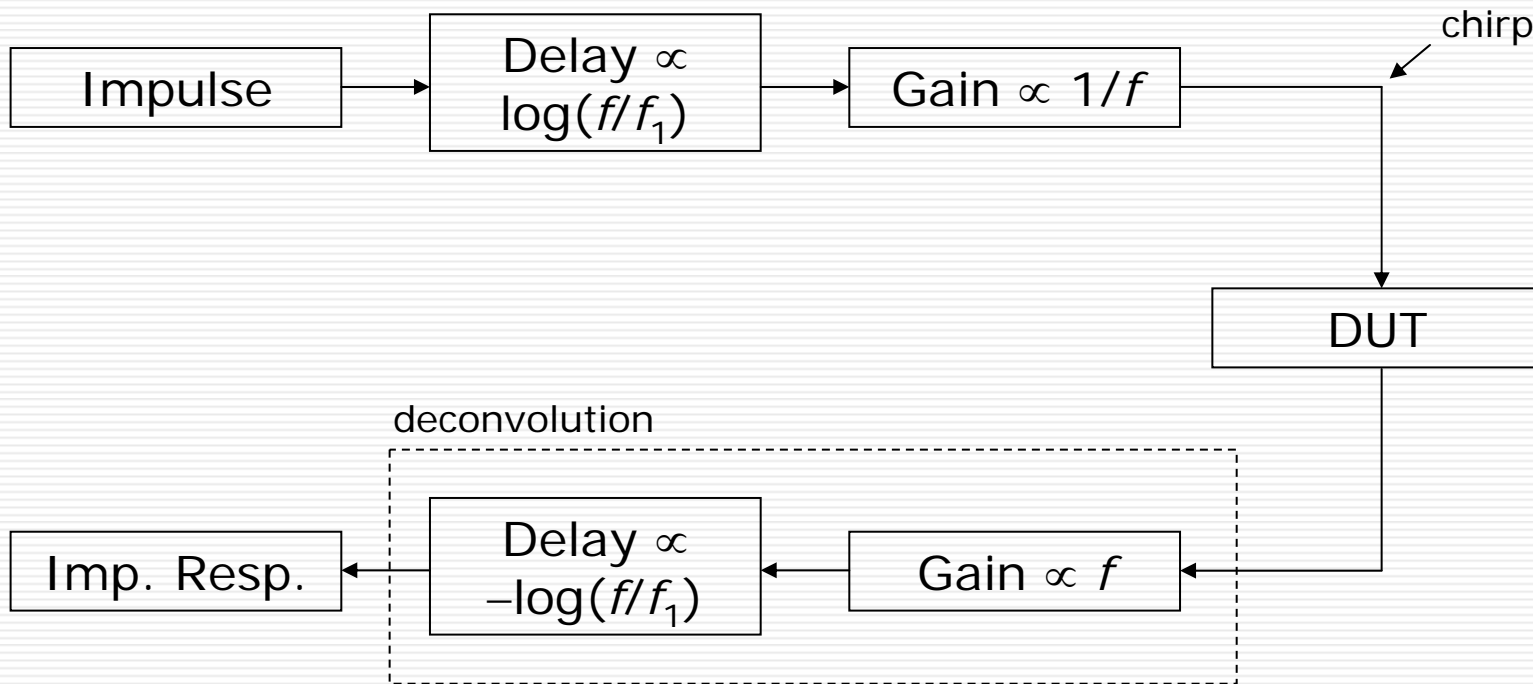 chirp
Impulse
Delay ∝
log(f/f₁)
Gain ∝ 1/f
DUT
deconvolution
Gain ∝ f
Delay ∝
−log(f/f₁)
Imp. Resp.